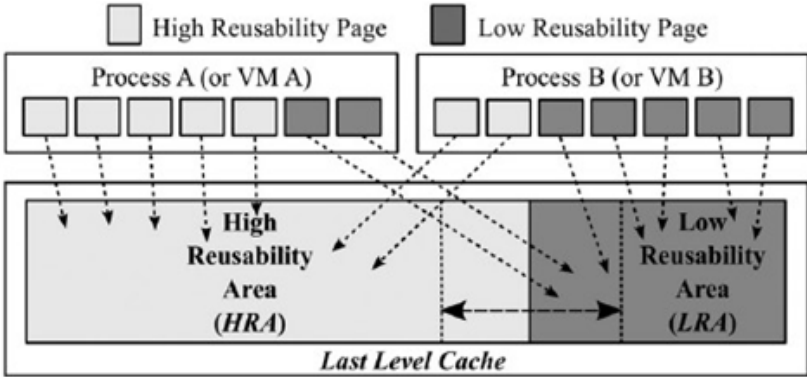 High Reusability Page
Low Reusability Page
Process A (or VM A)
Process B (or VM B)
High
Reusability
Area
(HRA)
Low
Reusability
Area
(LRA)
Last Level Cache